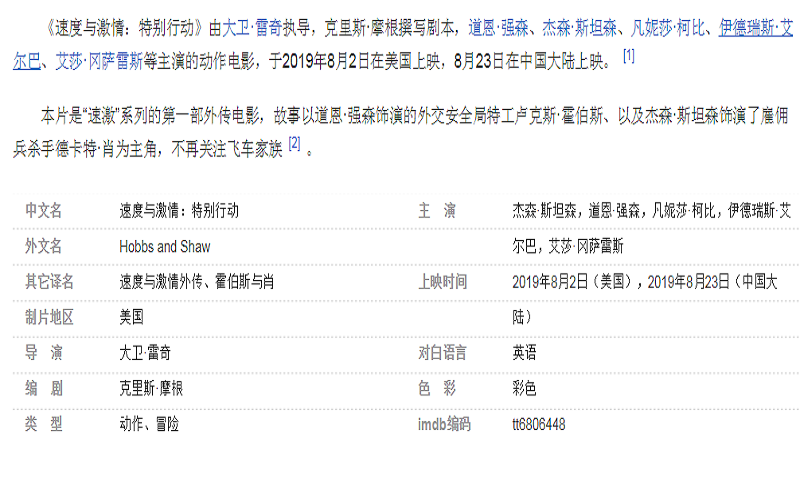 《速度与激情：特别行动》由大卫·雷奇执导，克里斯·摩根撰写剧本，道恩·强森、杰森·斯坦森、凡妮莎·柯比、伊德瑞斯·艾
尔巴、艾莎·冈萨雷斯等主演的动作电影，于2019年8月2日在美国上映，8月23日在中国大陆上映。 [1]
本片是“速激”系列的第一部外传电影，故事以道恩·强森饰演的外交安全局特工卢克斯·霍伯斯、以及杰森·斯坦森饰演了雇佣
兵杀手德卡特·肖为主角，不再关注飞车家族 [2] 。
中文名 速度与激情：特别行动
外文名 Hobbs and Shaw
其它译名 速度与激情外传、霍伯斯与肖
制片地区 美国
导 演 大卫·雷奇
编 剧 克里斯·摩根
类 型 动作、冒险
主 演 杰森·斯坦森，道恩·强森，凡妮莎·柯比，伊德瑞斯·艾
尔巴，艾莎·冈萨雷斯
上映时间 2019年8月2日（美国），2019年8月23日（中国大
陆）
对白语言 英语
色 彩 彩色
imdb编码 tt6806448